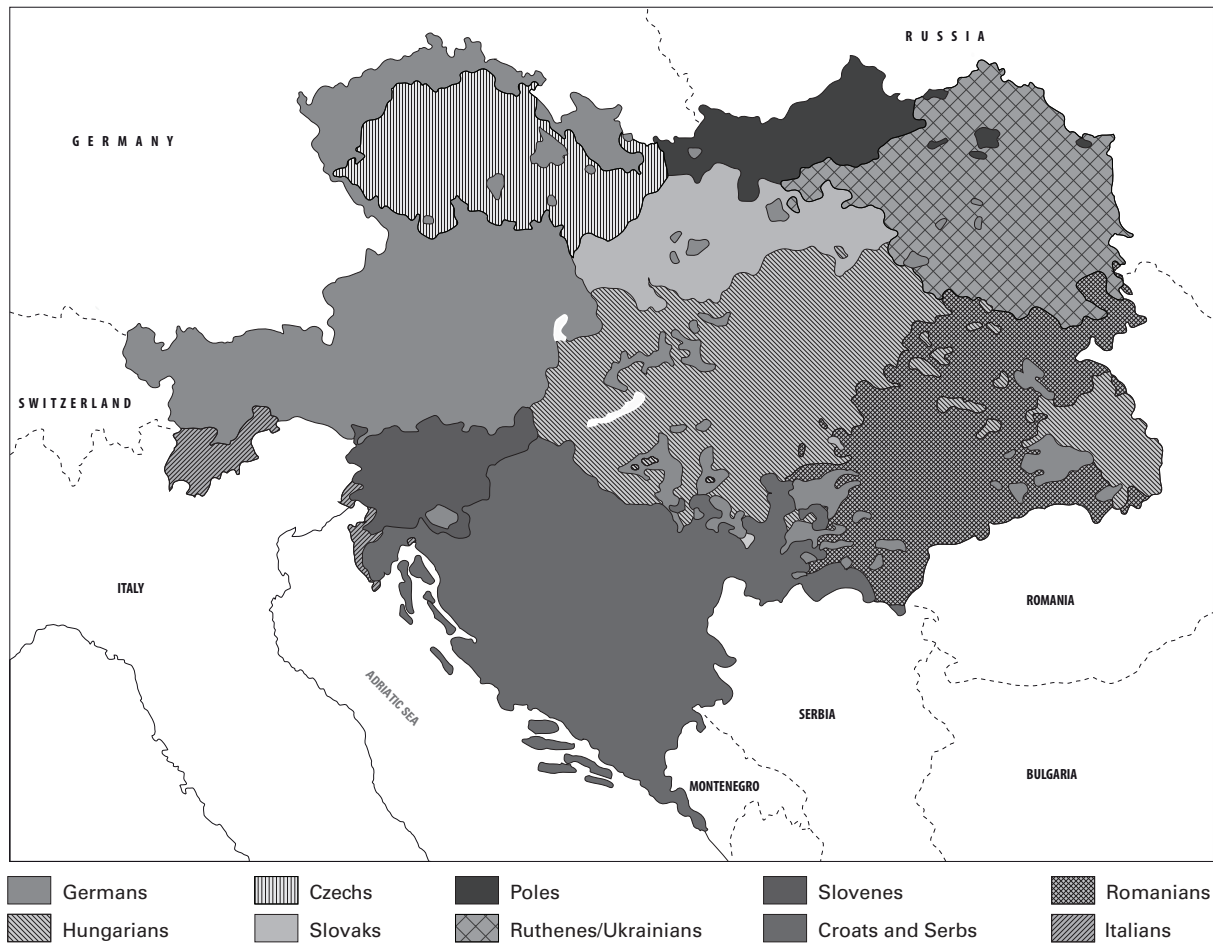 RUSSIA
GERMANY
SWITZERLAND
ITALY
ROMANIA
ADRIATIC SEA
SERBIA
BULGARIA
MONTENEGRO
Germans
Czechs
Poles
Slovenes
Romanians
Hungarians
Slovaks
Ruthenes/Ukrainians
Croats and Serbs
Italians